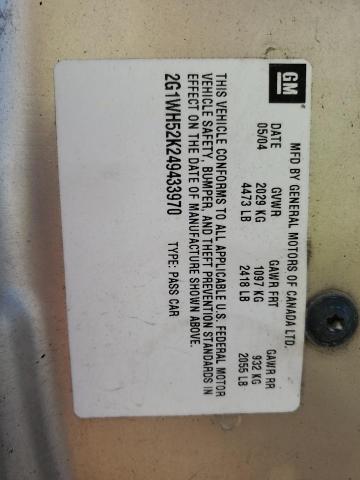 GM
MFD BY GENERAL MOTORS OF CANADA LTD.
DATE GVWR GAWR FRT GAWR RR
05/04 2029 KG 1097 KG 932 KG
4473 LB 2418 LB 2055 LB
THIS VEHICLE CONFORMS TO ALL APPLICABLE U.S. FEDERAL MOTOR
VEHICLE SAFETY, BUMPER, AND THEFT PREVENTION STANDARDS IN
EFFECT ON THE DATE OF MANUFACTURE SHOWN ABOVE.
2G1WH52K249433970 TYPE: PASS CAR